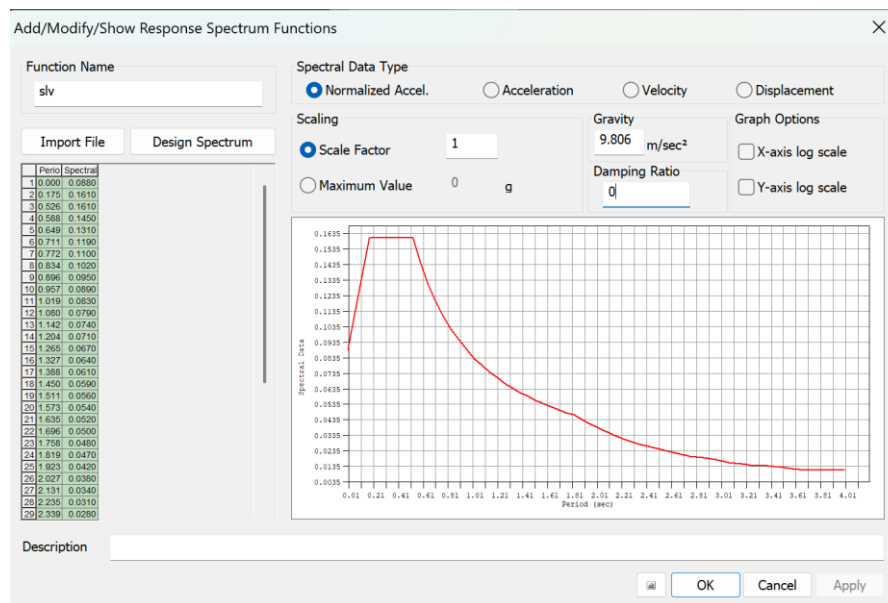 Add/Modify/Show Response Spectrum Functions
Function Name
slv
Import File
Design Spectrum
Perio Spectral
1 0.000 0.0880
2 0.175 0.1610
3 0.526 0.1610
4 0.588 0.1450
5 0.649 0.1310
6 0.711 0.1190
7 0.772 0.1100
8 0.834 0.1020
9 0.896 0.0950
10 0.957 0.0890
11 1.019 0.0830
12 1.080 0.0790
13 1.142 0.0740
14 1.204 0.0710
15 1.265 0.0670
16 1.327 0.0640
17 1.388 0.0610
18 1.450 0.0590
19 1.511 0.0560
20 1.573 0.0540
21 1.635 0.0520
22 1.696 0.0500
23 1.758 0.0480
24 1.819 0.0470
25 1.923 0.0420
26 2.027 0.0380
27 2.131 0.0340
28 2.235 0.0310
29 2.339 0.0280
Spectral Data Type
Normalized Accel.
Acceleration
Velocity
Displacement
Scaling
Scale Factor
1
Maximum Value
0
g
Gravity
9.806 m/sec²
Damping Ratio
0
Graph Options
X-axis log scale
Y-axis log scale
0.1635
0.1535
0.1435
0.1335
0.1235
0.1135
0.1035
0.0935
0.0835
0.0735
0.0635
0.0535
0.0435
0.0335
0.0235
0.0135
0.0035
Spectral Data
0.01 0.21 0.41 0.61 0.81 1.01 1.21 1.41 1.61 1.81 2.01 2.21 2.41 2.61 2.81 3.01 3.21 3.41 3.61 3.81 4.01
Period (sec)
Description
OK
Cancel
Apply